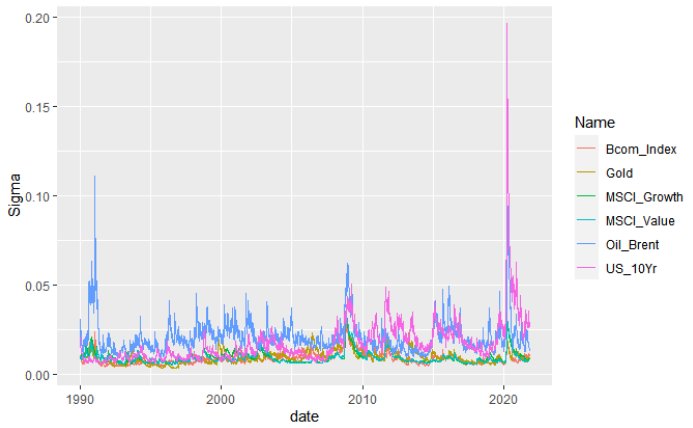 0.20
0.15
0.10
0.05
0.00
Sigma
1990
2000
2010
2020
date
Name
Bcom_Index
Gold
MSCI_Growth
MSCI_Value
Oil_Brent
US_10Yr